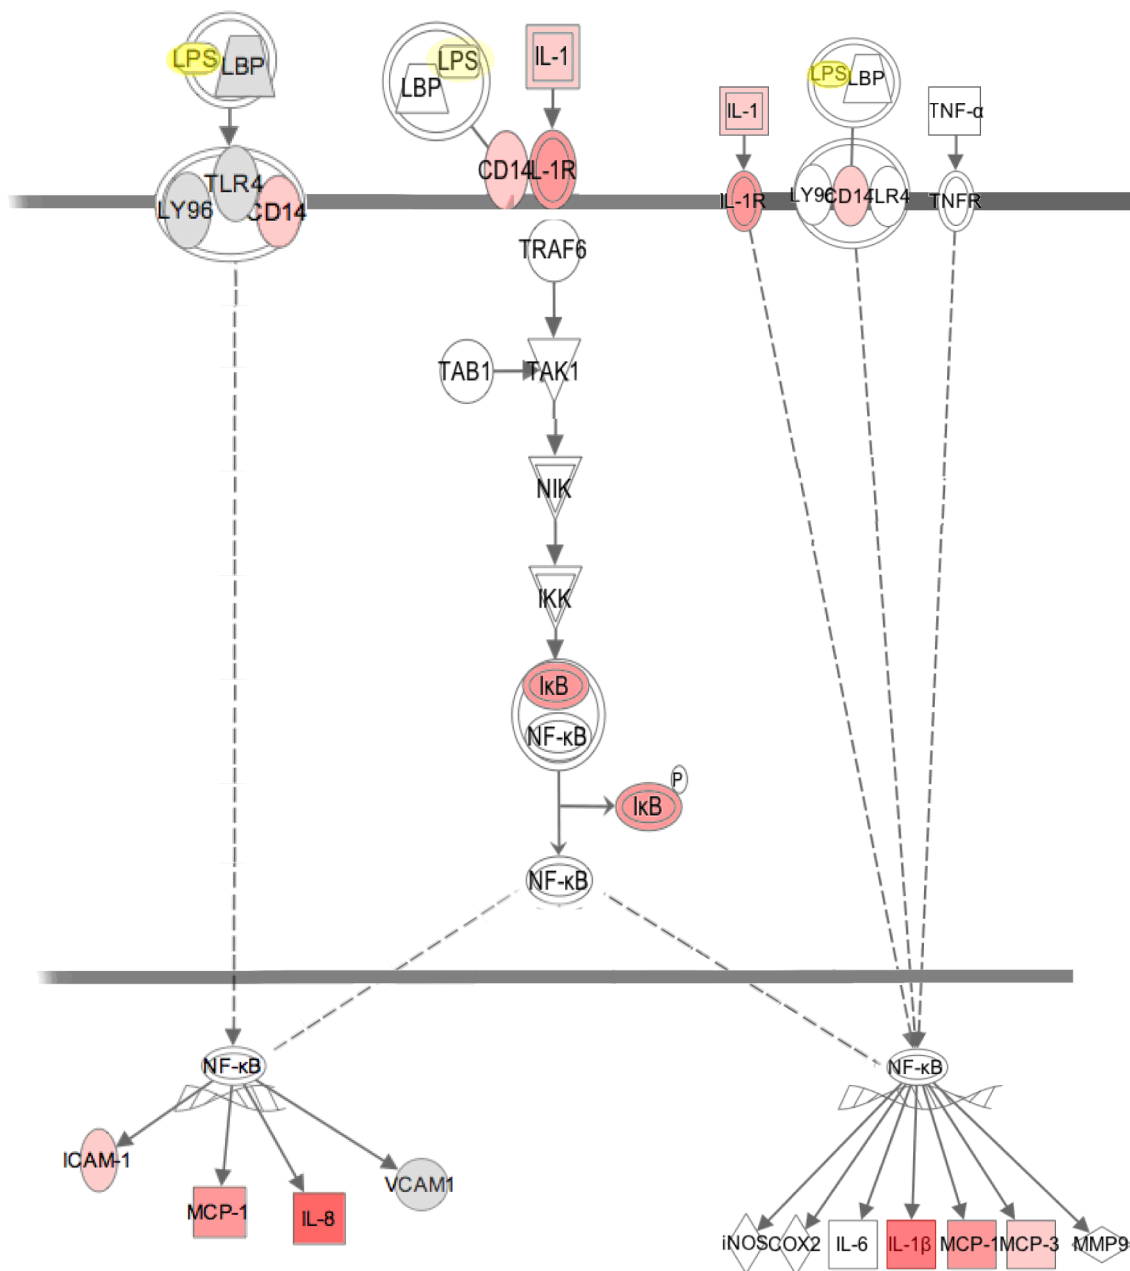 LPS
LBP
TLR4
LY96
CD14
LPS
LBP
IL-1
CD14
IL-1R
IL-1
IL-1R
LPS
LBP
LY96
CD14
TLR4
TNF-α
TNFR
TRAF6
TAB1
TAK1
NIK
IKK
IκB
NF-κB
P
IκB
NF-κB
NF-κB
ICAM-1
MCP-1
IL-8
VCAM1
NF-κB
iNOS
COX2
IL-6
IL-1β
MCP-1
MCP-3
MMP9